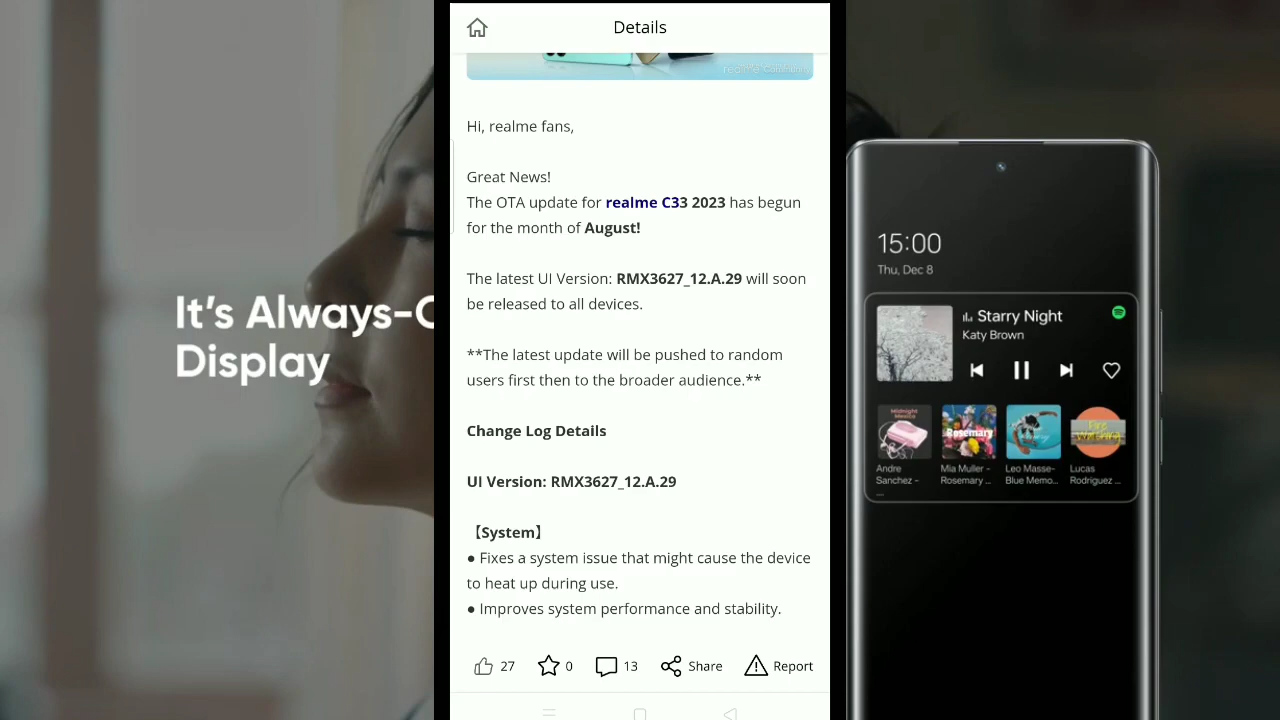 Details
realme Community
Hi, realme fans,
Great News!
The OTA update for realme C33 2023 has begun
for the month of August!
The latest UI Version: RMX3627_12.A.29 will soon
be released to all devices.
**The latest update will be pushed to random
users first then to the broader audience.**
Change Log Details
UI Version: RMX3627_12.A.29
【System】
● Fixes a system issue that might cause the device
to heat up during use.
● Improves system performance and stability.
27
0
13
Share
Report
It's Always-O
Display
15:00
Thu, Dec 8
Starry Night
Katy Brown
Midnight
Rosemary
Andre
Sanchez -
...
Mia Muller -
Rosemary ...
Leo Masse-
Blue Memo...
Lucas
Rodriguez ...